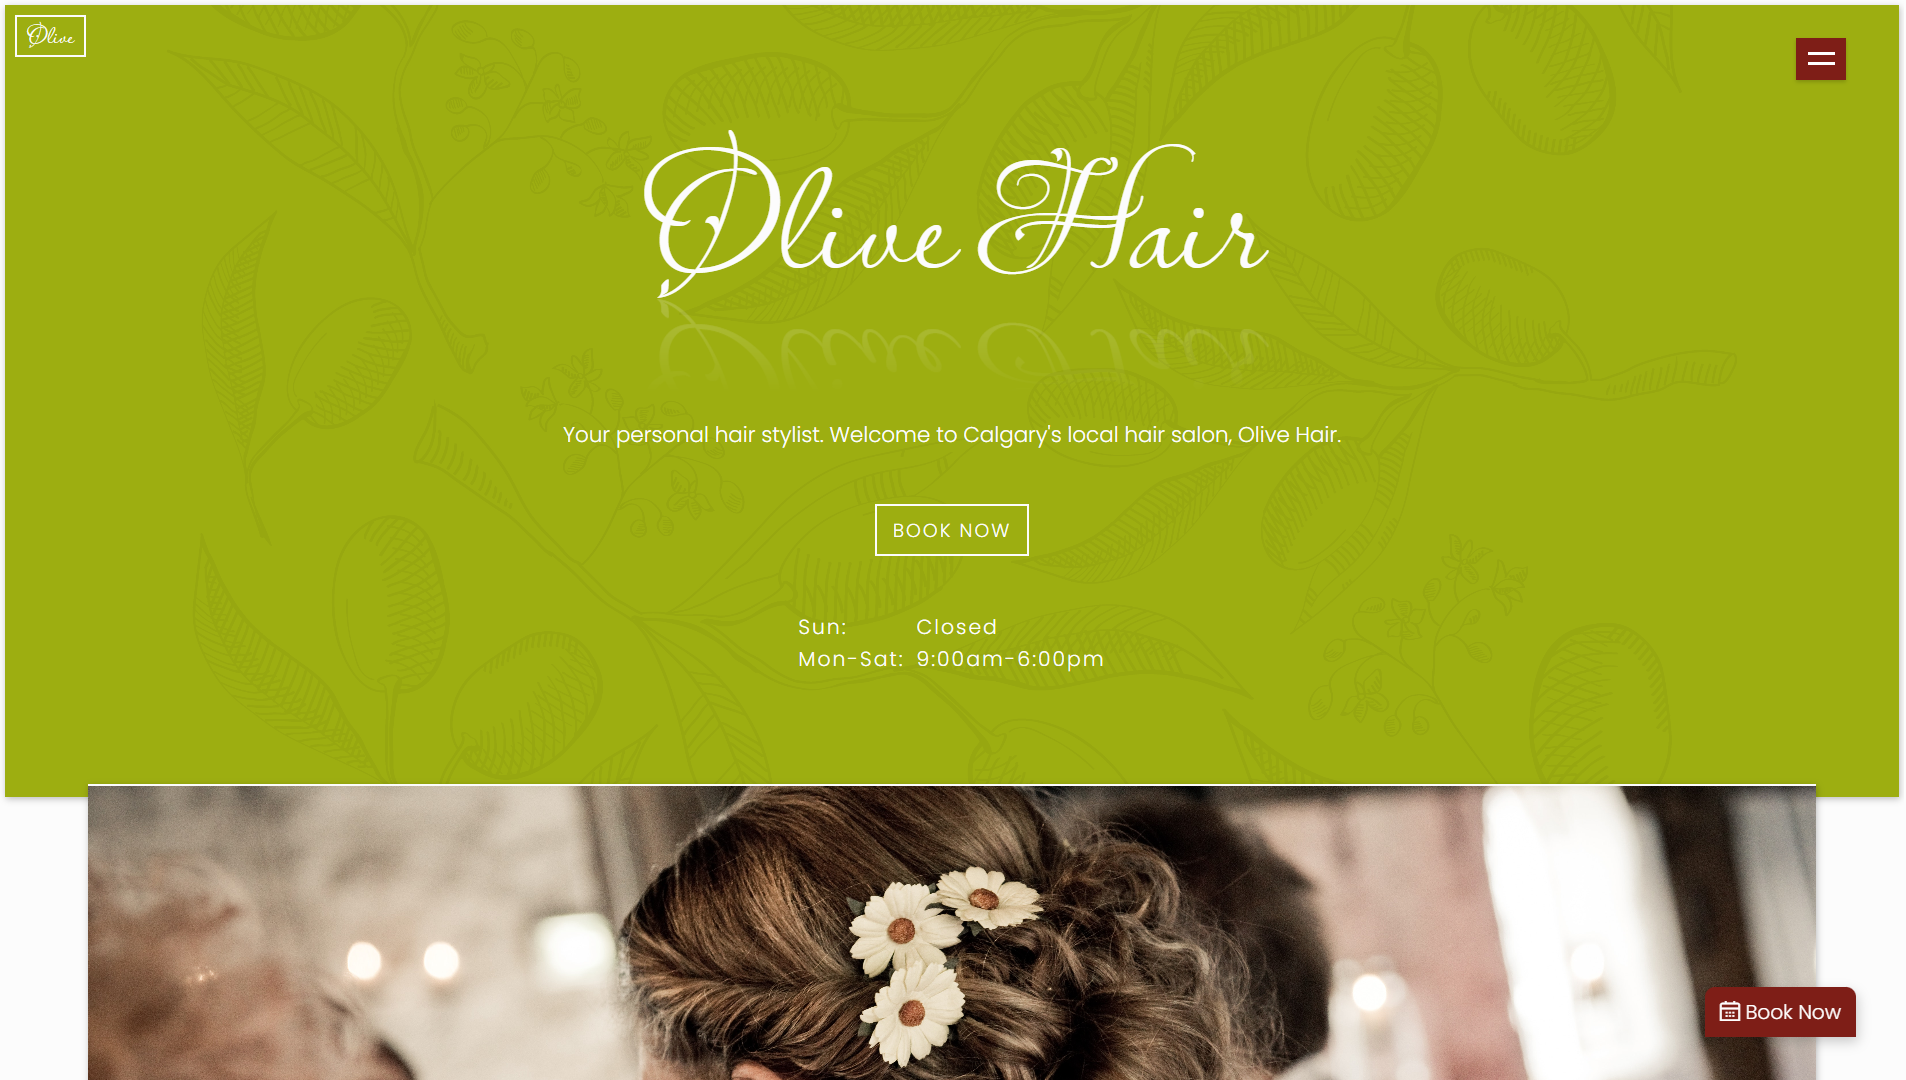 Olive
Olive Hair
Your personal hair stylist. Welcome to Calgary's local hair salon, Olive Hair.
BOOK NOW
Sun: Closed
Mon-Sat: 9:00am-6:00pm
Book Now